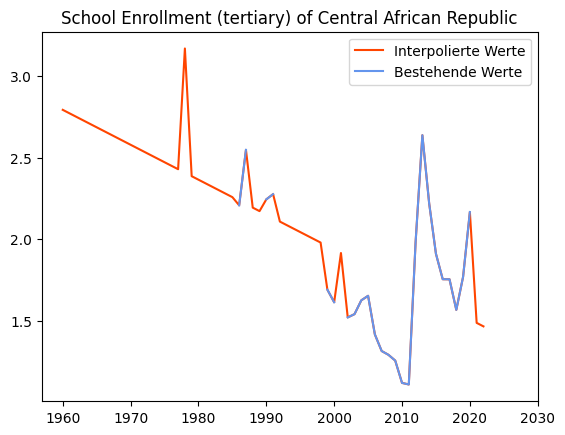 School Enrollment (tertiary) of Central African Republic
Interpolierte Werte
Bestehende Werte
3.0
2.5
2.0
1.5
1960 1970 1980 1990 2000 2010 2020 2030